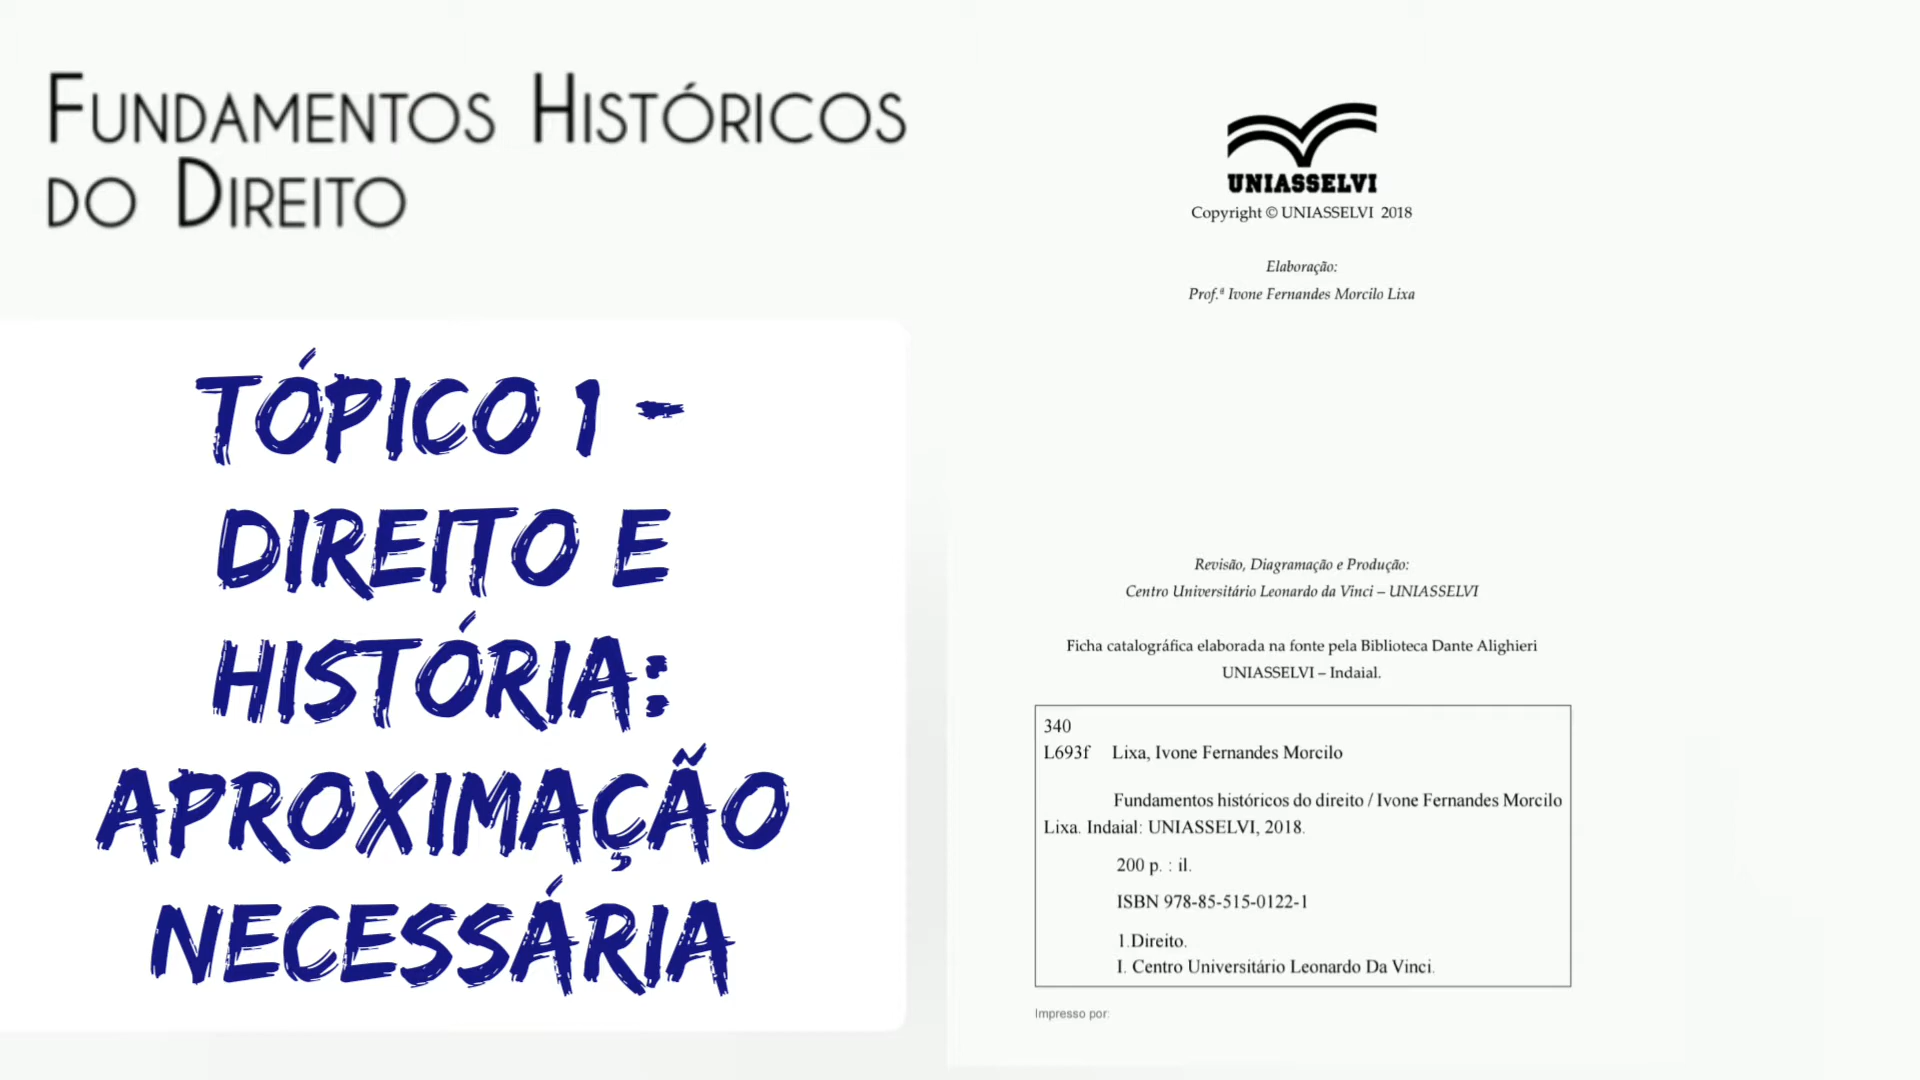 FUNDAMENTOS HISTÓRICOS
DO DIREITO
TÓPICO 1 -
DIREITO E
HISTÓRIA:
APROXIMAÇÃO
NECESSÁRIA
UNIASSELVI
Copyright © UNIASSELVI 2018
Elaboração:
Prof.ª Ivone Fernandes Morcilo Lixa
Revisão, Diagramação e Produção:
Centro Universitário Leonardo da Vinci – UNIASSELVI
Ficha catalográfica elaborada na fonte pela Biblioteca Dante Alighieri
UNIASSELVI – Indaial.
340
L693f Lixa, Ivone Fernandes Morcilo
Fundamentos históricos do direito / Ivone Fernandes Morcilo
Lixa. Indaial: UNIASSELVI, 2018.
200 p. : il.
ISBN 978-85-515-0122-1
1.Direito.
I. Centro Universitário Leonardo Da Vinci.
Impresso por: